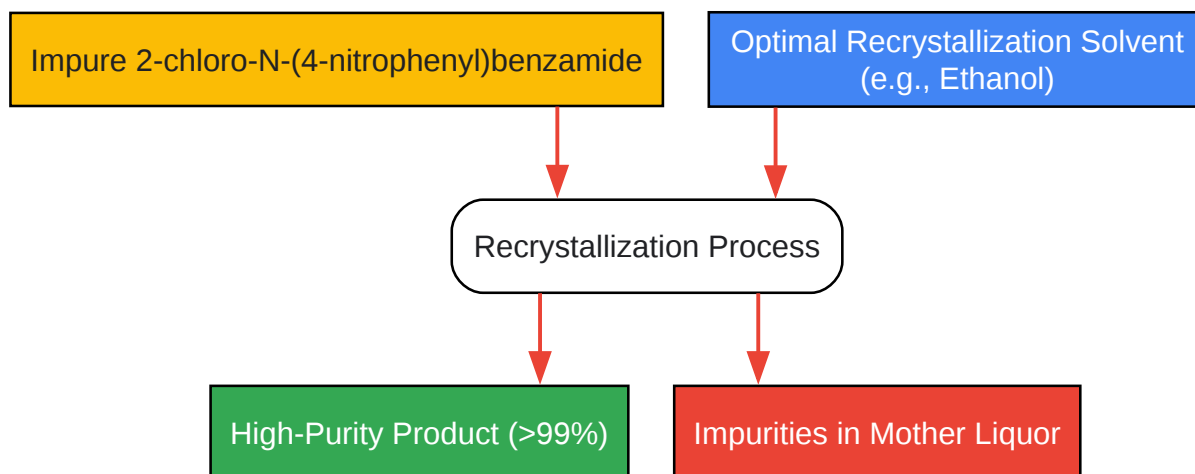 Impure 2-chloro-N-(4-nitrophenyl)benzamide
Optimal Recrystallization Solvent
(e.g., Ethanol)
Recrystallization Process
High-Purity Product (>99%)
Impurities in Mother Liquor